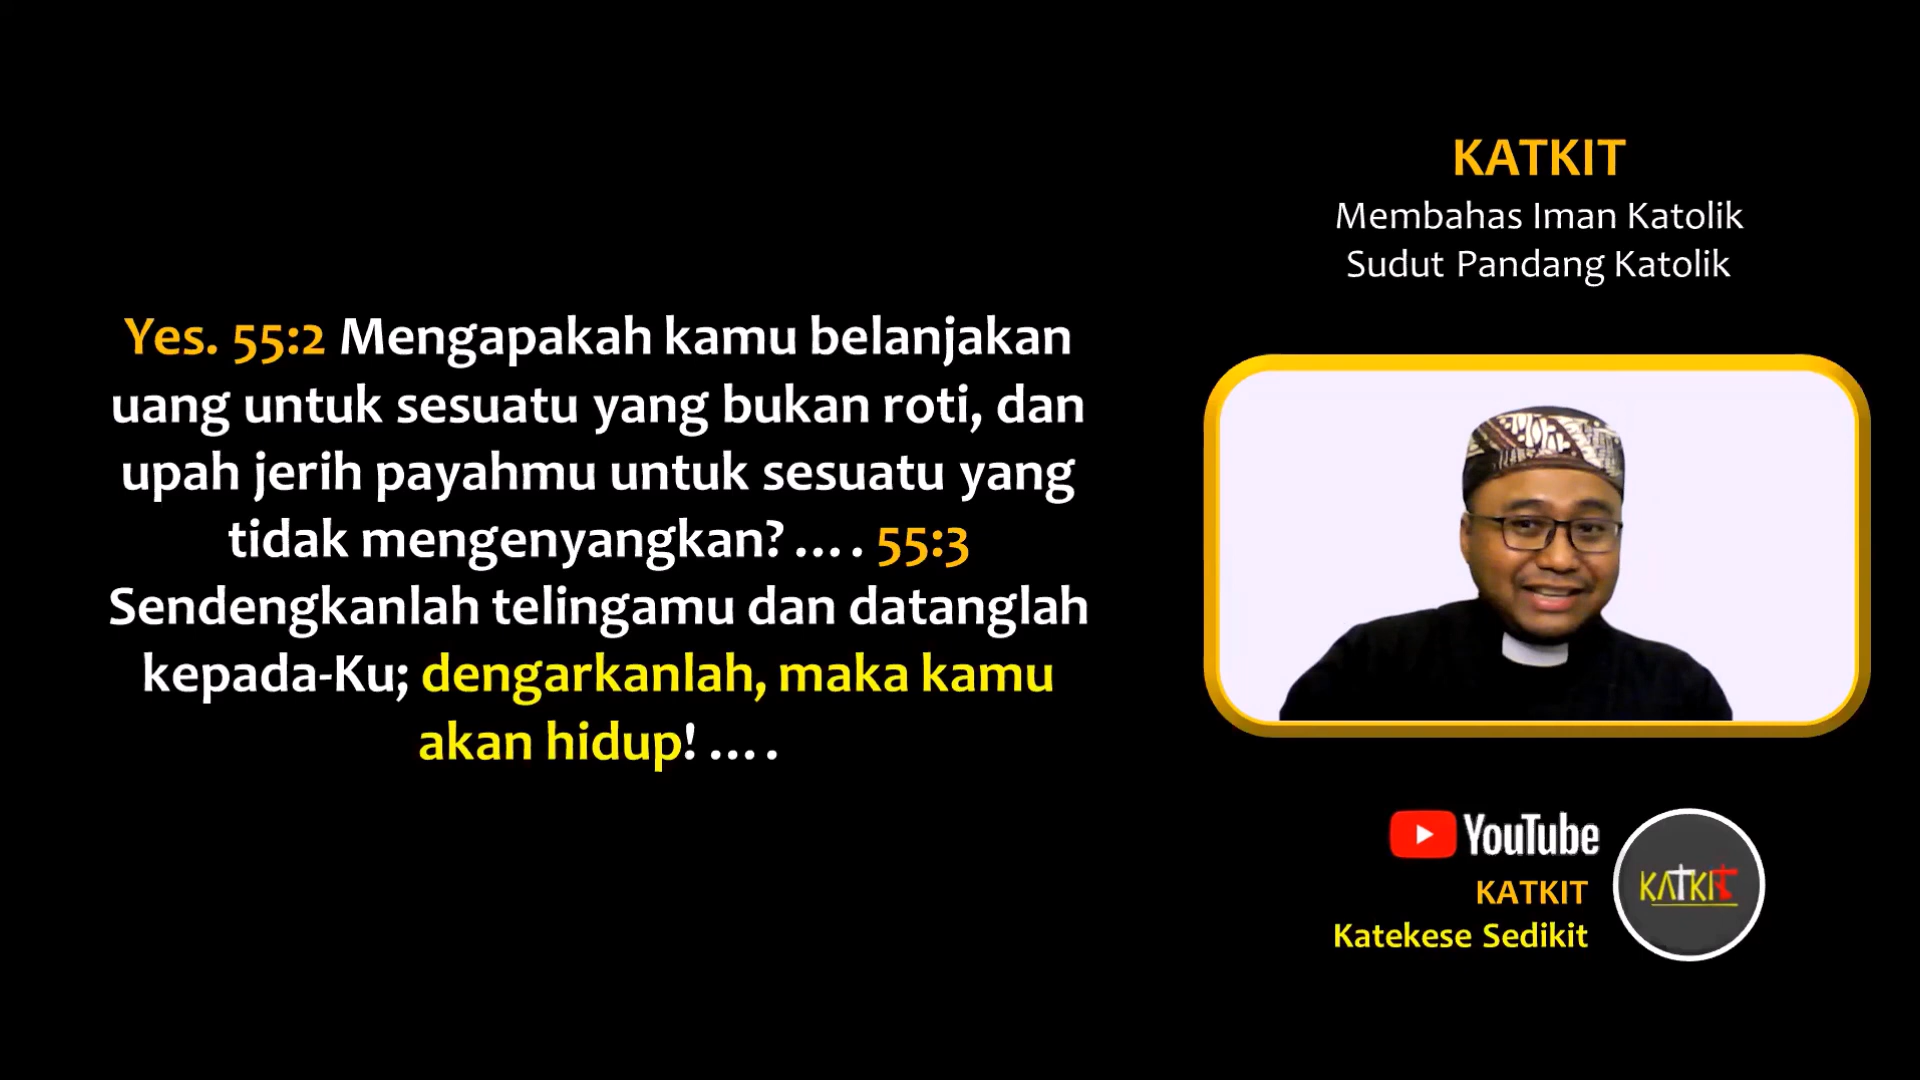 Yes. 55:2 Mengapakah kamu belanjakan
uang untuk sesuatu yang bukan roti, dan
upah jerih payahmu untuk sesuatu yang
tidak mengenyangkan? .... 55:3
Sendengkanlah telingamu dan datanglah
kepada-Ku; dengarkanlah, maka kamu
akan hidup! ....
KATKIT
Membahas Iman Katolik
Sudut Pandang Katolik
YouTube
KATKIT
Katekese Sedikit
KATKIT